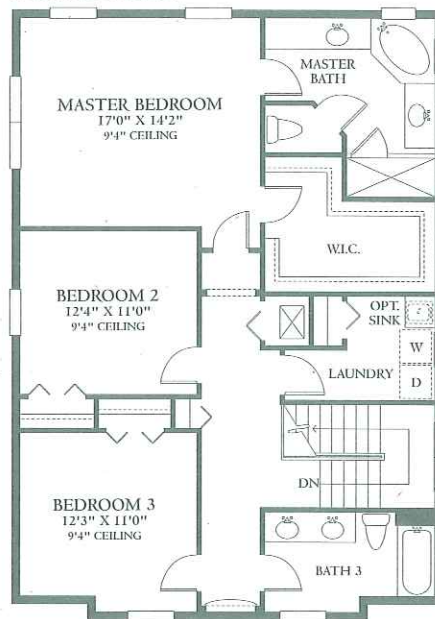 MASTER BATH
MASTER BEDROOM
17'0" X 14'2"
9'4" CEILING
W.I.C.
BEDROOM 2
12'4" X 11'0"
9'4" CEILING
OPT. SINK
W
LAUNDRY
D
DN
BEDROOM 3
12'3" X 11'0"
9'4" CEILING
BATH 3